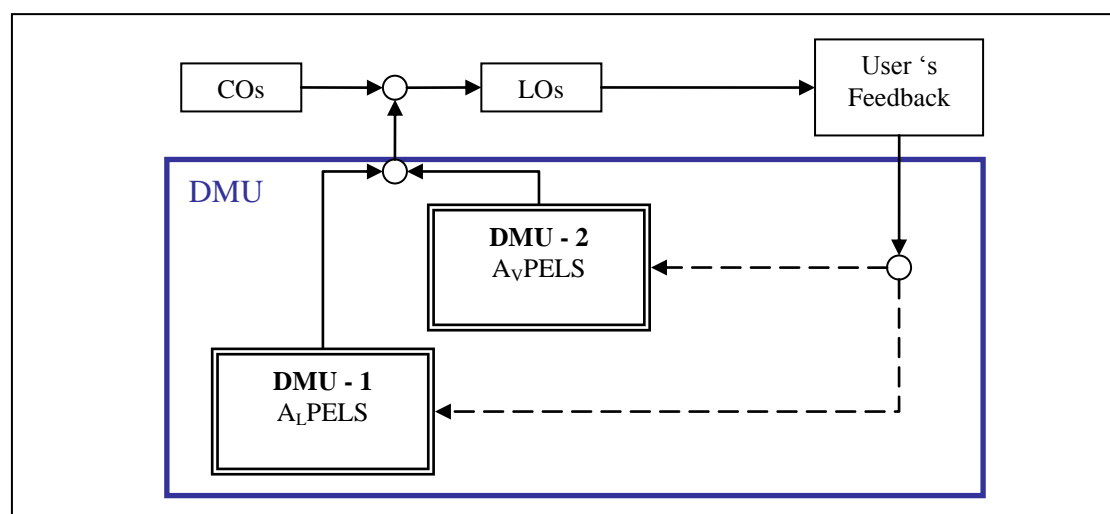 COs
LOs
User ‘s
Feedback
DMU
DMU - 2
AVPELS
DMU - 1
ALPELS